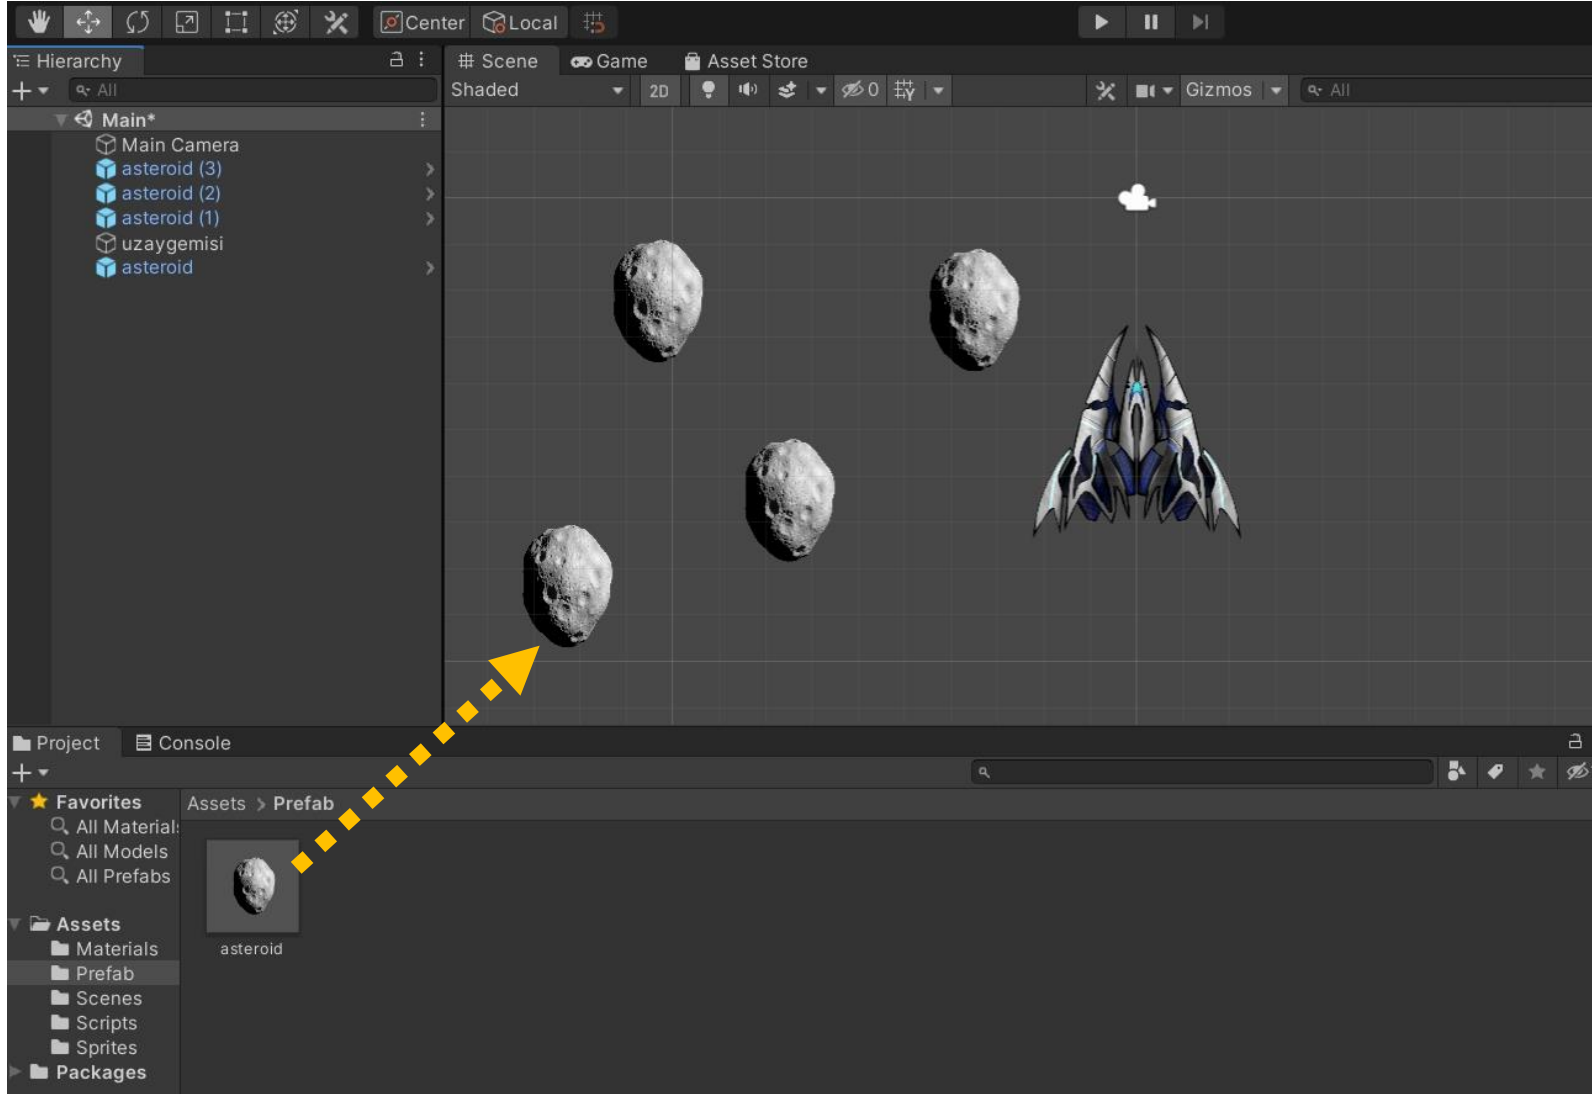 Center Local
Hierarchy
All
Main*
Main Camera
asteroid (3)
asteroid (2)
asteroid (1)
uzaygemisi
asteroid
Scene Game Asset Store
Shaded 2D 0 Gizmos All
Project Console
Favorites
All Materials
All Models
All Prefabs
Assets
Materials
Prefab
Scenes
Scripts
Sprites
Packages
Assets > Prefab
asteroid